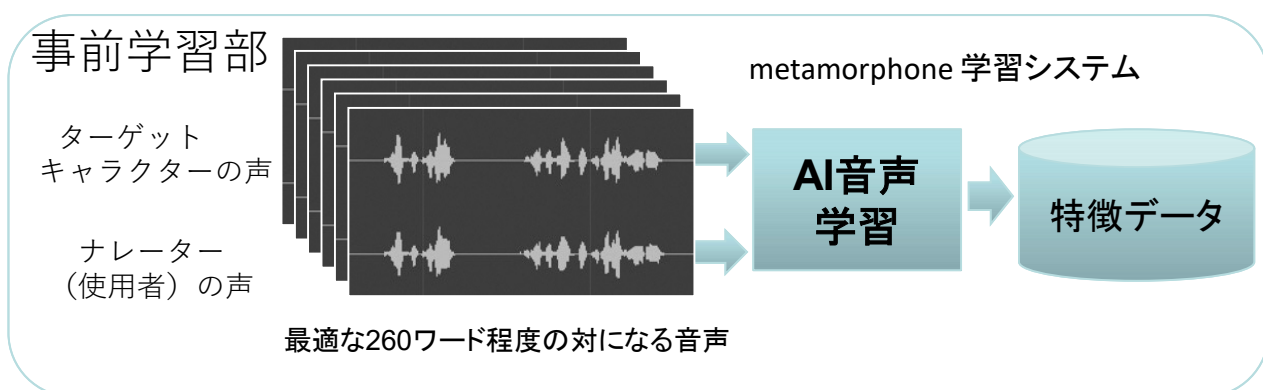 事前学習部
metamorphone 学習システム
ターゲット
キャラクターの声
ナレーター
（使用者）の声
AI音声
学習
特徴データ
最適な260ワード程度の対になる音声